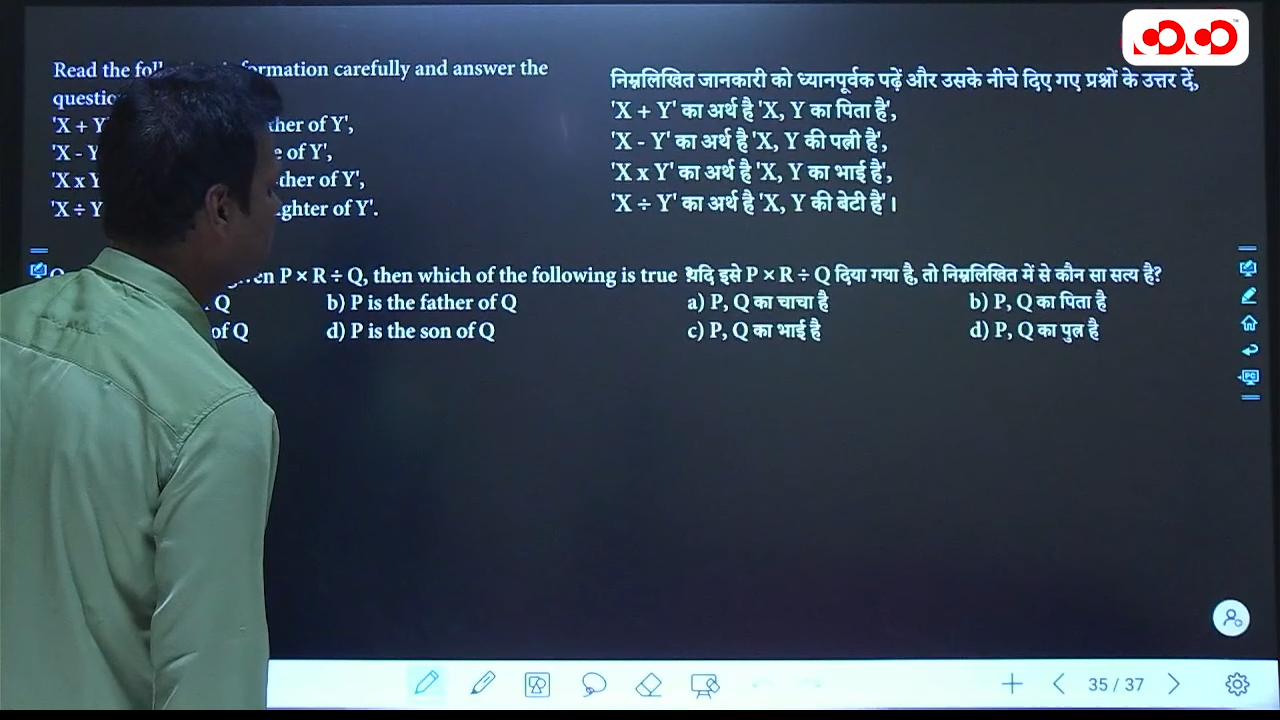 Read the fol formation carefully and answer the
questio
'X + Y' ther of Y',
'X - Y e of Y',
'X x Y ther of Y',
'X ÷ Y ghter of Y'.
en P × R ÷ Q, then which of the following is true ?
Q b) P is the father of Q
of Q d) P is the son of Q
निम्नलिखित जानकारी को ध्यानपूर्वक पढ़ें और उसके नीचे दिए गए प्रश्नों के उत्तर दें,
'X + Y' का अर्थ है 'X, Y का पिता है',
'X - Y' का अर्थ है 'X, Y की पत्नी है',
'X x Y' का अर्थ है 'X, Y का भाई है',
'X ÷ Y' का अर्थ है 'X, Y की बेटी है'।
यदि इसे P × R ÷ Q दिया गया है, तो निम्नलिखित में से कौन सा सत्य है?
a) P, Q का चाचा है b) P, Q का पिता है
c) P, Q का भाई है d) P, Q का पुत्र है
PC
35 / 37